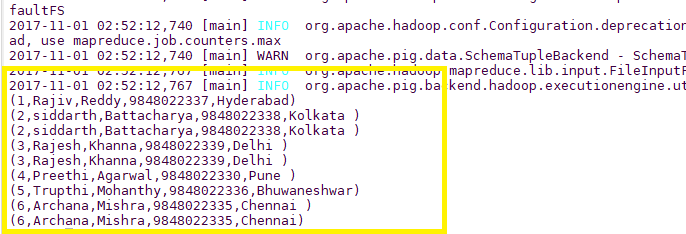 faultFS
2017-11-01 02:52:12,740 [main] INFO  org.apache.hadoop.conf.Configuration.deprecation
ad, use mapreduce.job.counters.max
2017-11-01 02:52:12,740 [main] WARN  org.apache.pig.data.SchemaTupleBackend - SchemaT
2017-11-01 02:52:12,767 [main] INFO  org.apache.hadoop.mapreduce.lib.input.FileInputF
2017-11-01 02:52:12,767 [main] INFO  org.apache.pig.backend.hadoop.executionengine.ut
(1,Rajiv,Reddy,9848022337,Hyderabad)
(2,siddarth,Battacharya,9848022338,Kolkata )
(2,siddarth,Battacharya,9848022338,Kolkata )
(3,Rajesh,Khanna,9848022339,Delhi )
(3,Rajesh,Khanna,9848022339,Delhi )
(4,Preethi,Agarwal,9848022330,Pune )
(5,Trupthi,Mohanthy,9848022336,Bhuwaneshwar)
(6,Archana,Mishra,9848022335,Chennai )
(6,Archana,Mishra,9848022335,Chennai)